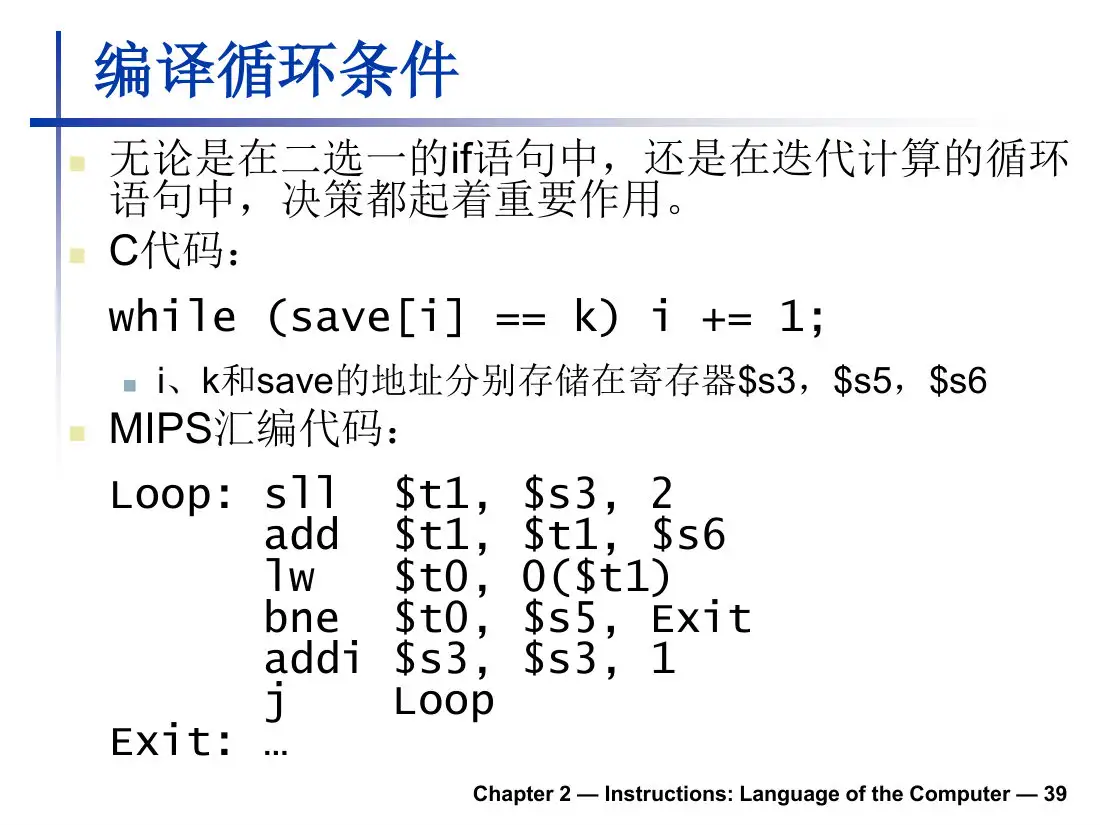 编译循环条件
无论是在二选一的if语句中，还是在迭代计算的循环
语句中，决策都起着重要作用。
C代码：
while (save[i] == k) i += 1;
i、k和save的地址分别存储在寄存器$s3，$s5，$s6
MIPS汇编代码：
Loop: sll $t1, $s3, 2
add $t1, $t1, $s6
lw $t0, 0($t1)
bne $t0, $s5, Exit
addi $s3, $s3, 1
j Loop
Exit: …
Chapter 2 — Instructions: Language of the Computer — 39